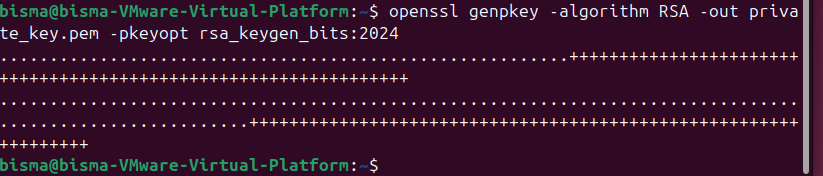 bisma@bisma-VMware-Virtual-Platform:~$ openssl genpkey -algorithm RSA -out priva
te_key.pem -pkeyopt rsa_keygen_bits:2024
.........................................................+++++++++++++++++++++++
+++++++++++++++++++++++++++++++++++++++++
................................................................................
.........................+++++++++++++++++++++++++++++++++++++++++++++++++++++++
+++++++++
bisma@bisma-VMware-Virtual-Platform:~$